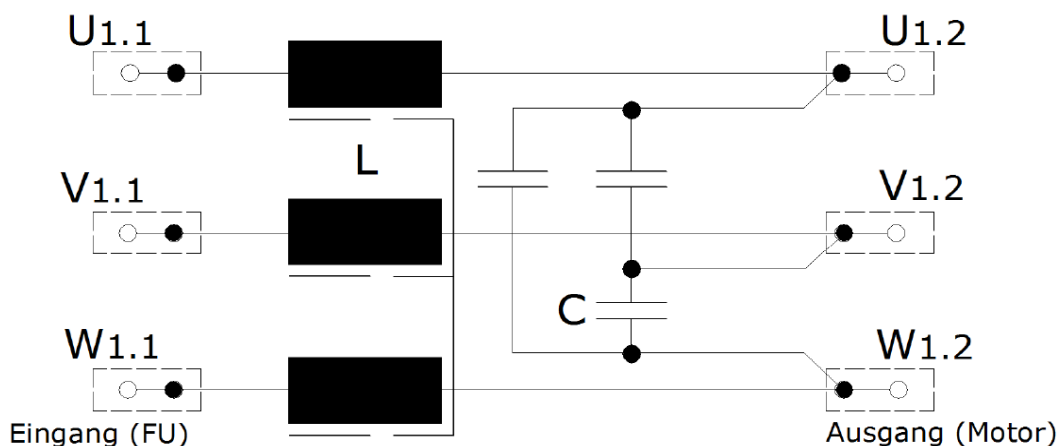 U1.1
U1.2
L
V1.1
V1.2
C
W1.1
W1.2
Eingang (FU)
Ausgang (Motor)